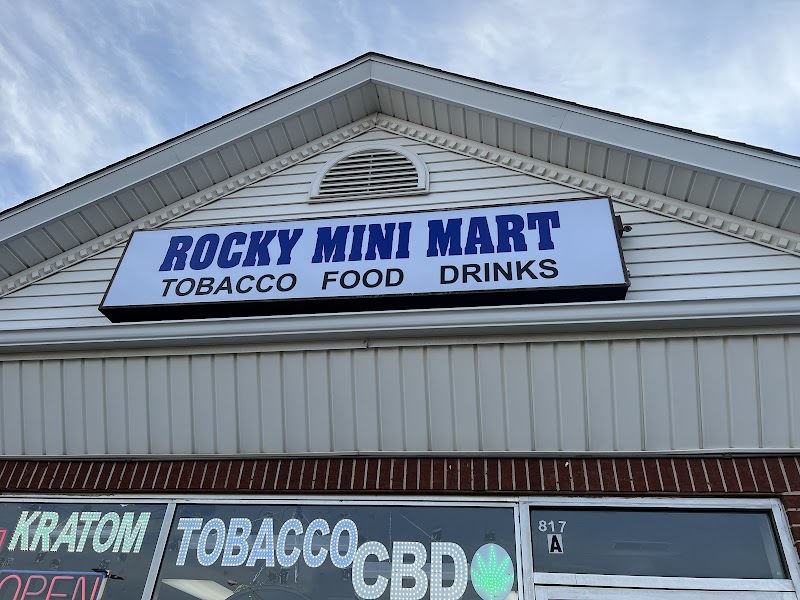 ROCKY MINI MART
TOBACCO FOOD DRINKS
KRATOM
TOBACCO
CBD
817
A
OPEN